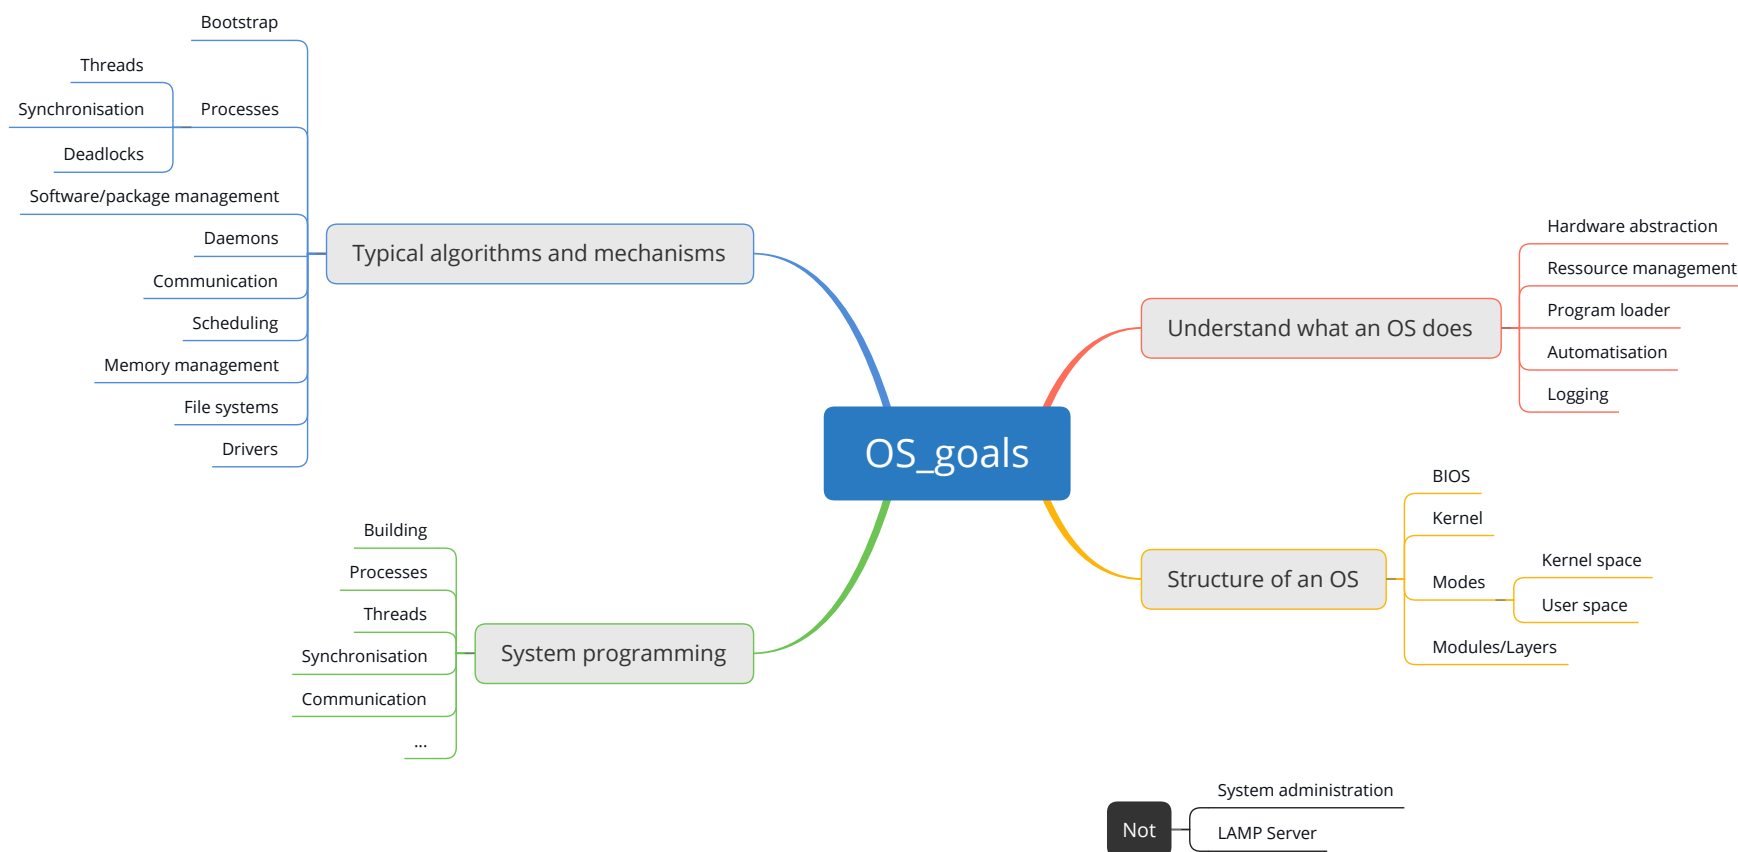 Bootstrap
Threads
Synchronisation
Processes
Deadlocks
Software/package management
Daemons
Typical algorithms and mechanisms
Communication
Scheduling
Memory management
File systems
Drivers
Hardware abstraction
Ressource management
Understand what an OS does
Program loader
Automatisation
Logging
OS_goals
BIOS
Kernel
Structure of an OS
Modes
Kernel space
User space
Modules/Layers
Building
Processes
Threads
System programming
Synchronisation
Communication
...
Not
System administration
LAMP Server